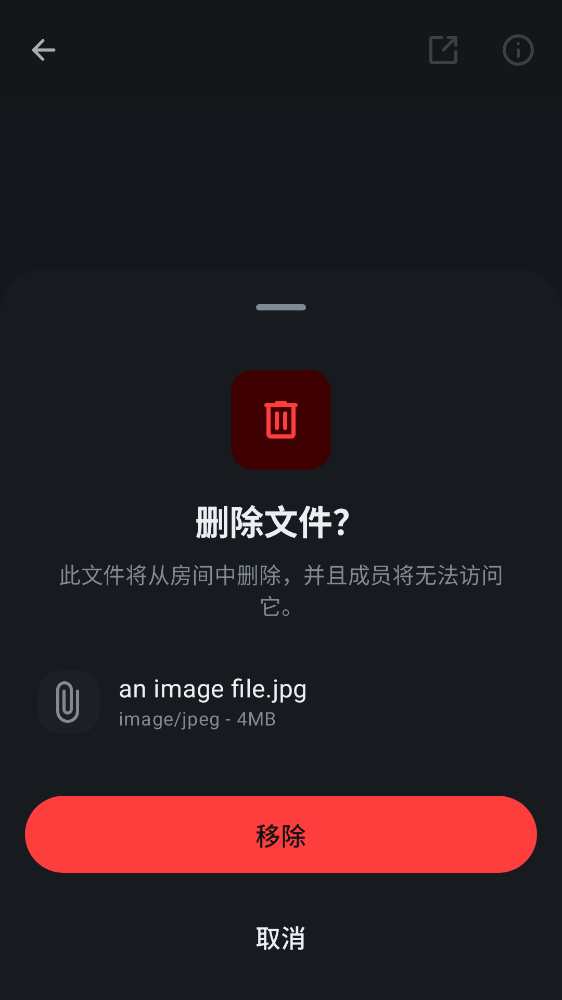 删除文件？
此文件将从房间中删除，并且成员将无法访问
它。
an image file.jpg
image/jpeg - 4MB
移除
取消